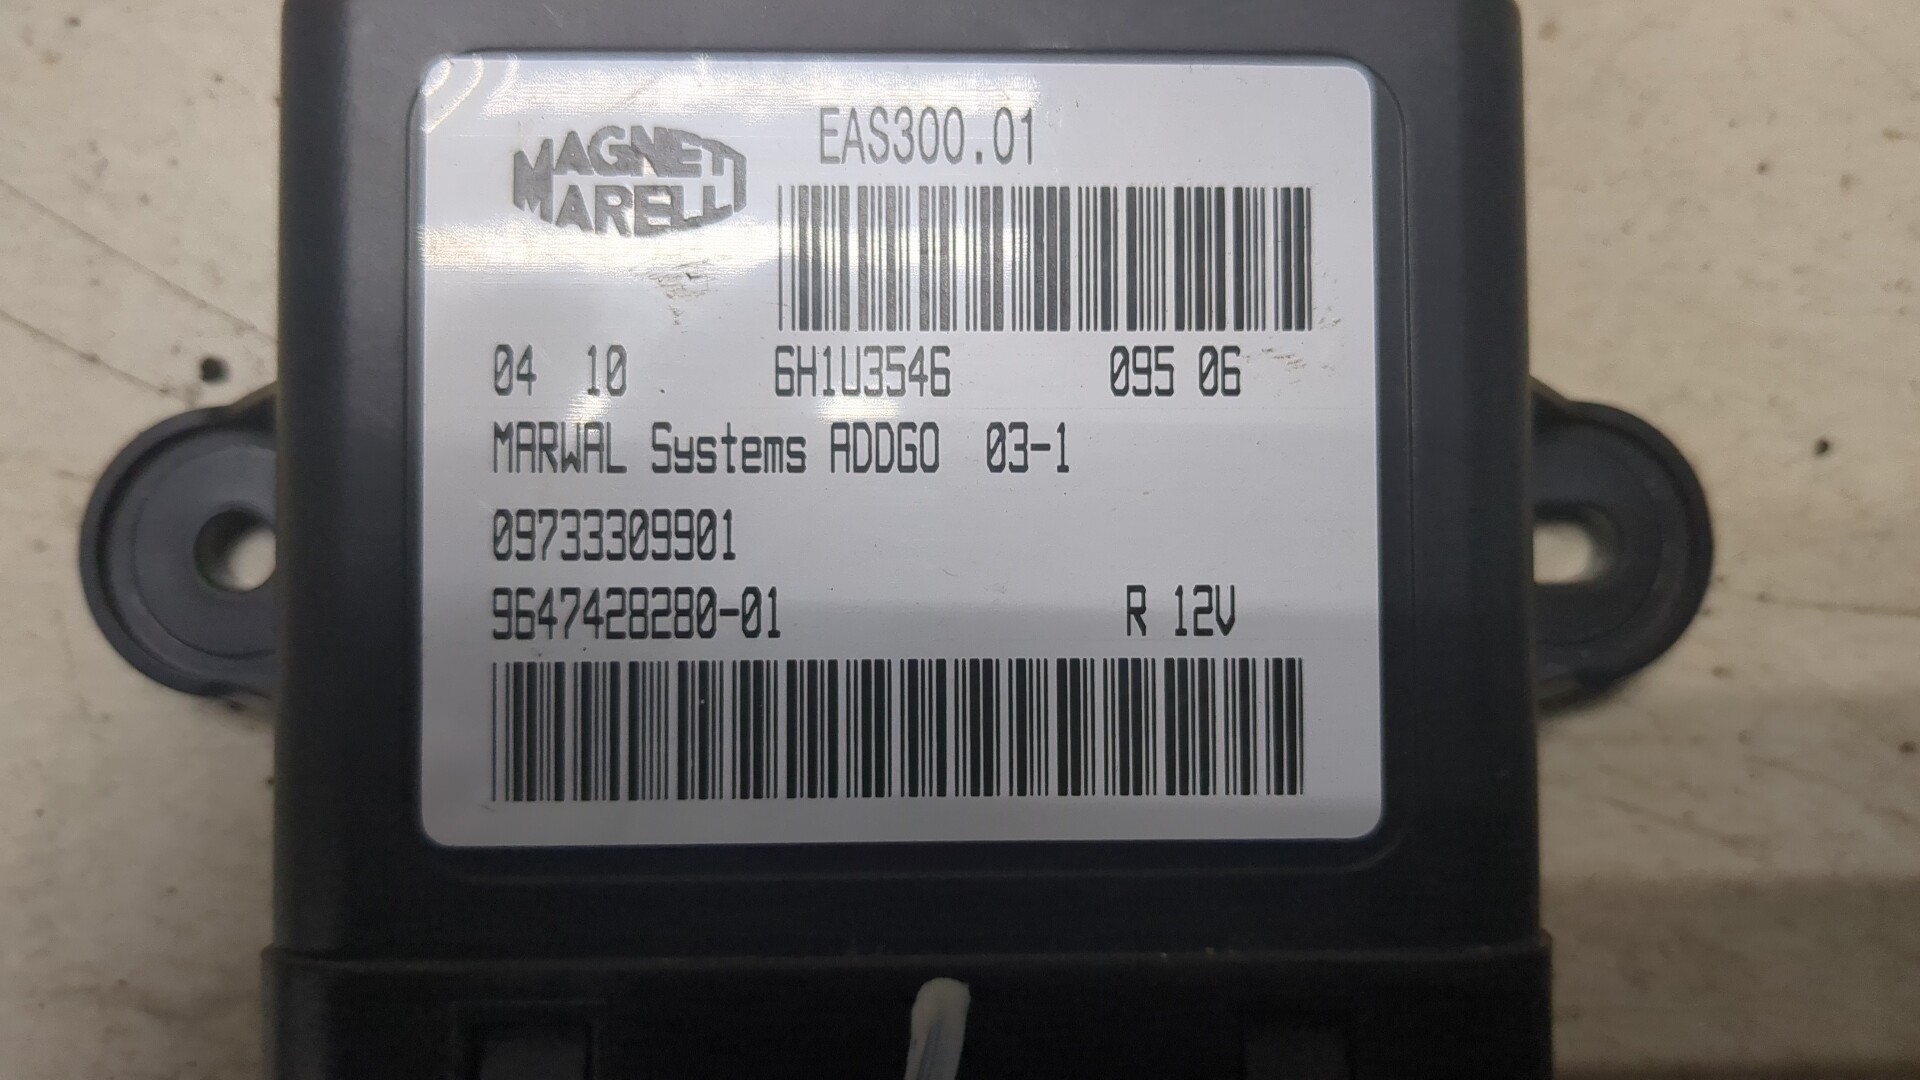 MAGNETI
MARELLI
EAS300.01
04 10 6H1U3546 095 06
MARWAL Systems ADDGO 03-1
09733309901
9647428280-01 R 12V